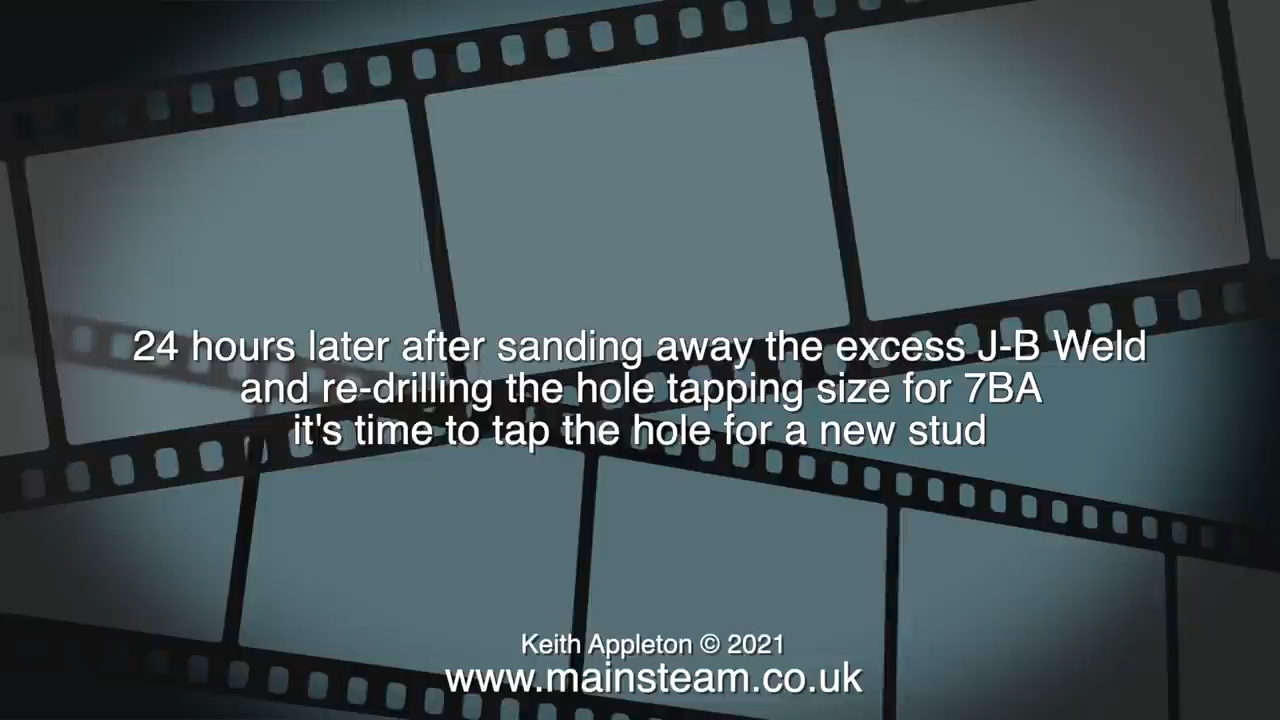 24 hours later after sanding away the excess J-B Weld
and re-drilling the hole tapping size for 7BA
it's time to tap the hole for a new stud
Keith Appleton © 2021
www.mainsteam.co.uk